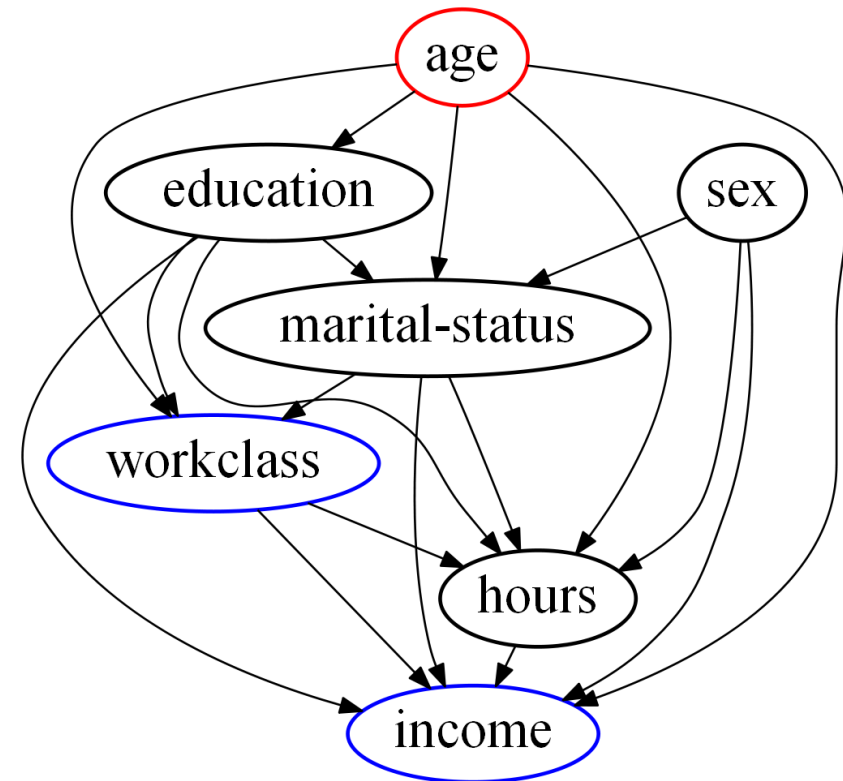 age
education
sex
marital-status
workclass
hours
income